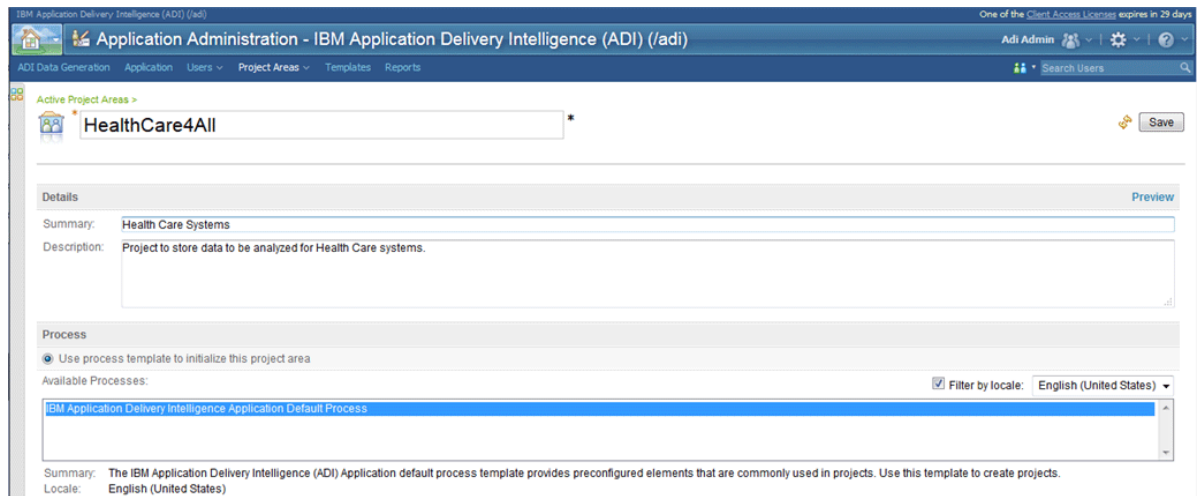 IBM Application Delivery Intelligence (ADI) (/adi) One of the Client Access Licenses expires in 29 days
Application Administration - IBM Application Delivery Intelligence (ADI) (/adi) Adi Admin
ADI Data Generation Application Users Project Areas Templates Reports Search Users
Active Project Areas >
* HealthCare4All * Save
Details Preview
Summary: Health Care Systems
Description: Project to store data to be analyzed for Health Care systems.
Process
Use process template to initialize this project area
Available Processes: Filter by locale: English (United States)
IBM Application Delivery Intelligence Application Default Process
Summary: The IBM Application Delivery Intelligence (ADI) Application default process template provides preconfigured elements that are commonly used in projects. Use this template to create projects.
Locale: English (United States)